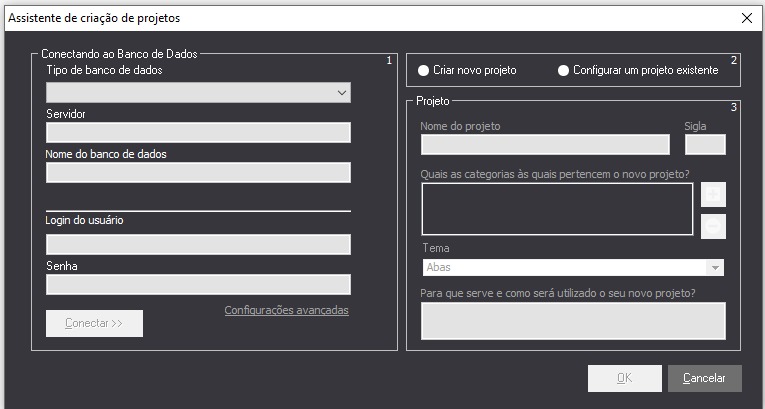 Assistente de criação de projetos
Conectando ao Banco de Dados
1
Tipo de banco de dados
Servidor
Nome do banco de dados
Login do usuário
Senha
Conectar >>
Configurações avançadas
2
Criar novo projeto
Configurar um projeto existente
Projeto
3
Nome do projeto
Sigla
Quais as categorias às quais pertencem o novo projeto?
Tema
Abas
Para que serve e como será utilizado o seu novo projeto?
OK
Cancelar